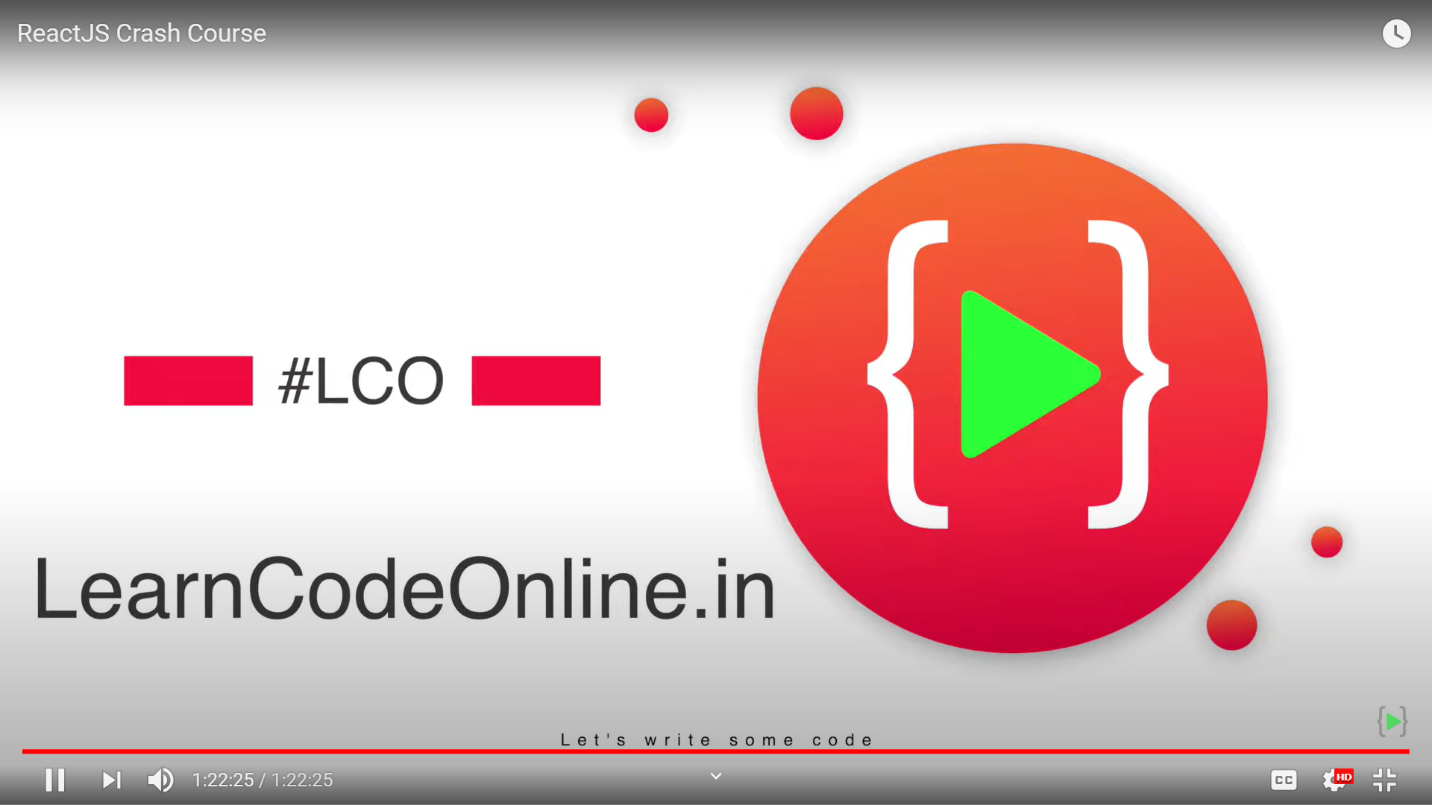 ReactJS Crash Course
#LCO
LearnCodeOnline.in
Let's write some code
1:22:25 / 1:22:25
CC
HD